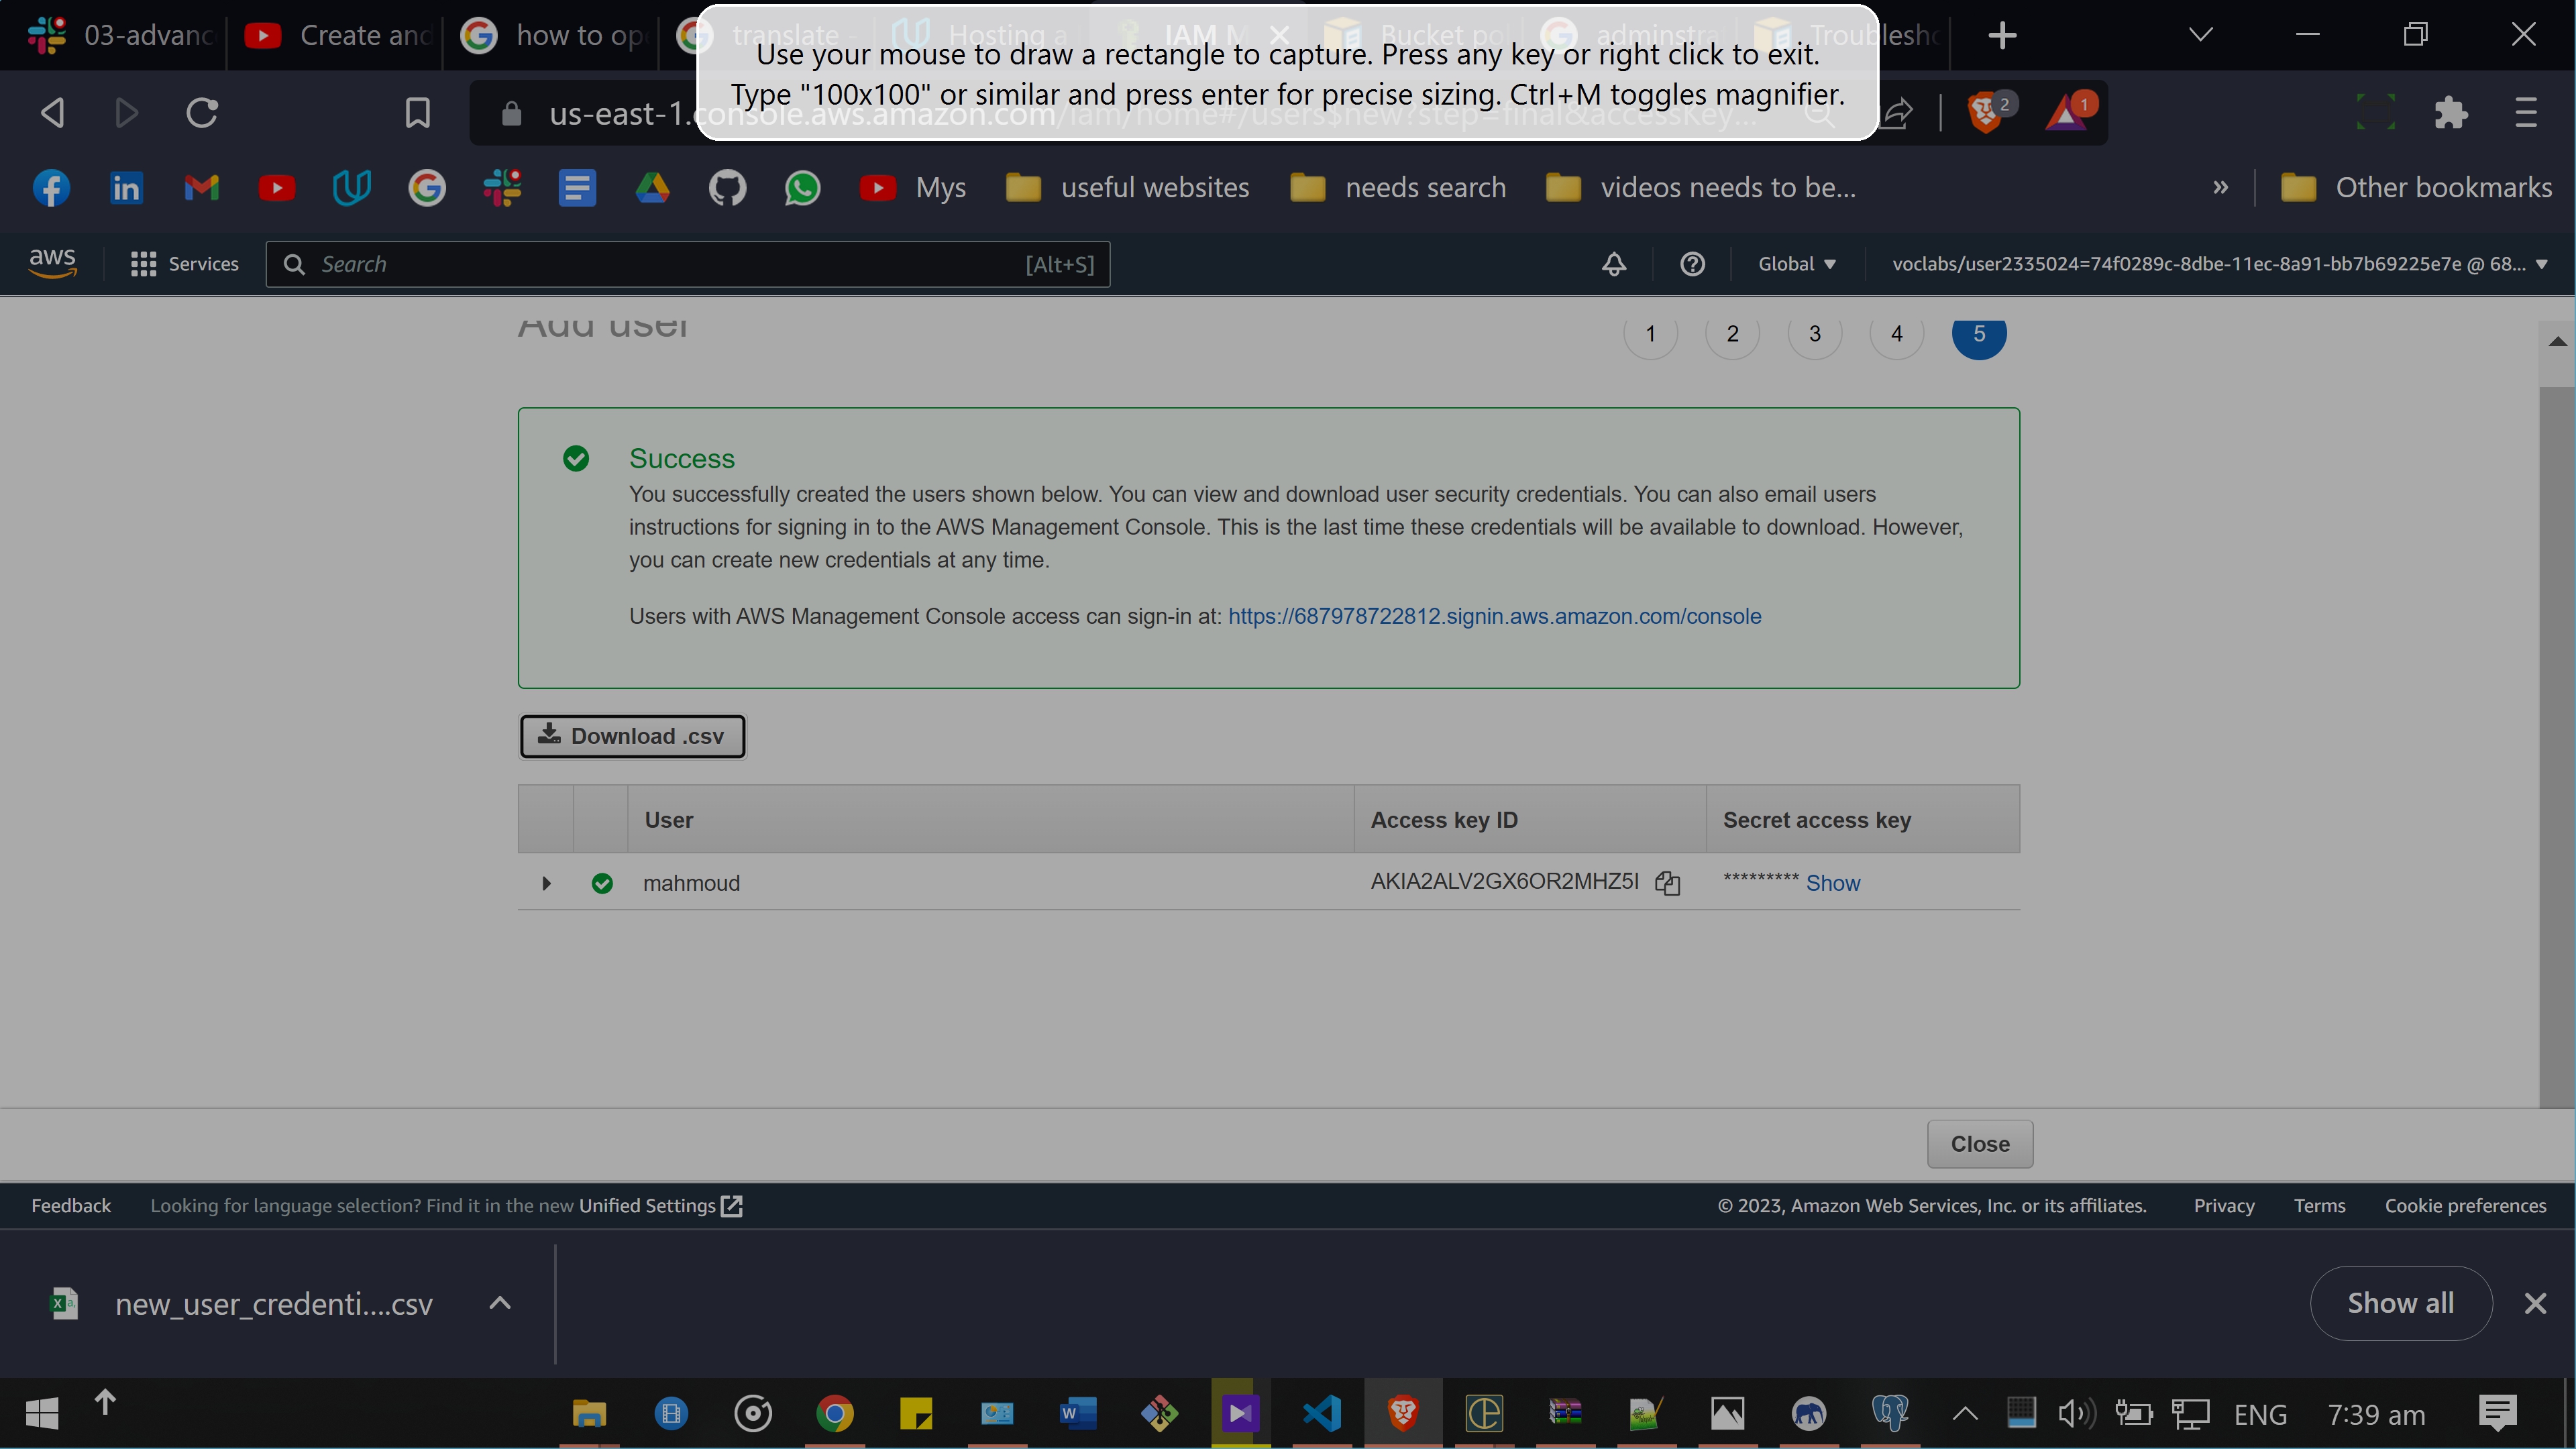 03-advanc
Create and
how to op
translate -
Hosting a
IAM M
Bucket po
adminstra
Troublesho
Use your mouse to draw a rectangle to capture. Press any key or right click to exit.
Type "100x100" or similar and press enter for precise sizing. Ctrl+M toggles magnifier.
us-east-1.console.aws.amazon.com/iam/home#/users$new?step=final&accessKey...
2
1
Mys
useful websites
needs search
videos needs to be...
»
Other bookmarks
aws
Services
Search
[Alt+S]
Global
voclabs/user2335024=74f0289c-8dbe-11ec-8a91-bb7b69225e7e @ 68...
Add user
1
2
3
4
5
Success
You successfully created the users shown below. You can view and download user security credentials. You can also email users
instructions for signing in to the AWS Management Console. This is the last time these credentials will be available to download. However,
you can create new credentials at any time.
Users with AWS Management Console access can sign-in at: https://687978722812.signin.aws.amazon.com/console
Download .csv
User
Access key ID
Secret access key
mahmoud
AKIA2ALV2GX6OR2MHZ5I
********* Show
Close
Feedback
Looking for language selection? Find it in the new Unified Settings
© 2023, Amazon Web Services, Inc. or its affiliates.
Privacy
Terms
Cookie preferences
new_user_credenti....csv
Show all
ENG
7:39 am